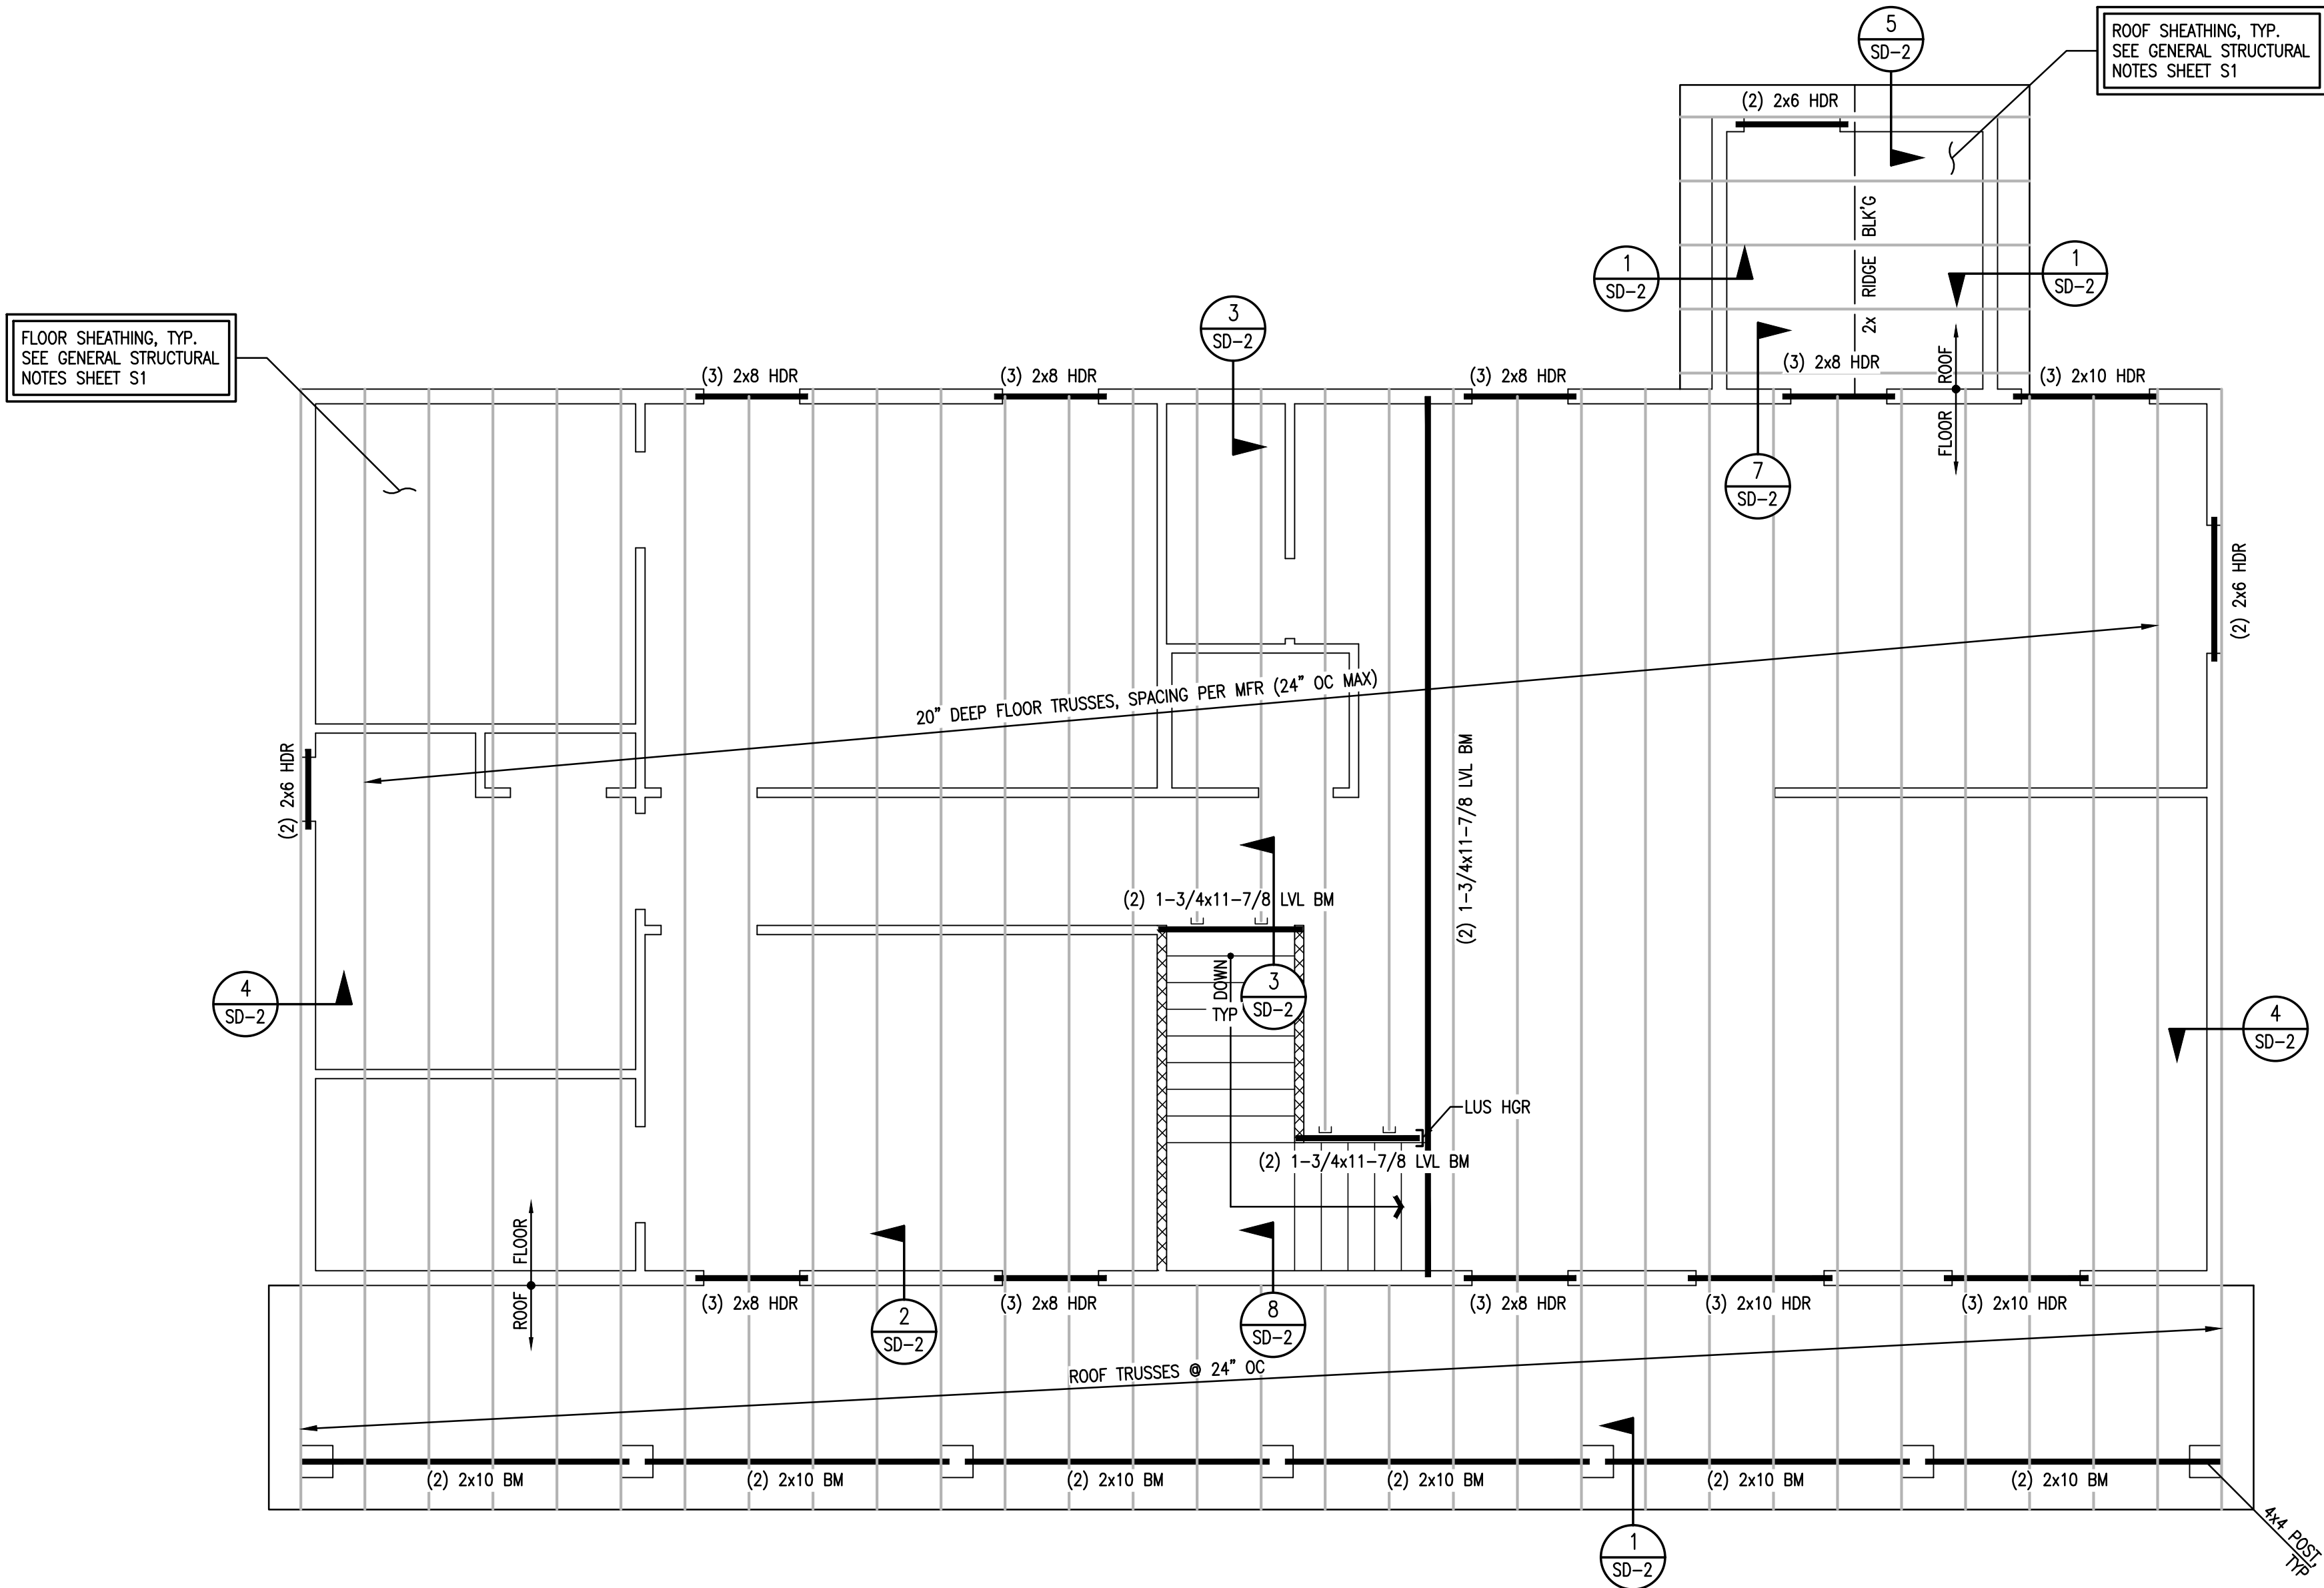 5
SD-2
ROOF SHEATHING, TYP.
SEE GENERAL STRUCTURAL
NOTES SHEET S1
(2) 2x6 HDR
2x RIDGE BLK'G
1
SD-2
1
SD-2
3
SD-2
FLOOR SHEATHING, TYP.
SEE GENERAL STRUCTURAL
NOTES SHEET S1
(3) 2x8 HDR
(3) 2x8 HDR
(3) 2x8 HDR
(3) 2x8 HDR
ROOF
FLOOR
(3) 2x10 HDR
7
SD-2
(2) 2x6 HDR
20" DEEP FLOOR TRUSSES, SPACING PER MFR (24" OC MAX)
(2) 2x6 HDR
(2) 1-3/4x11-7/8 LVL BM
(2) 1-3/4x11-7/8 LVL BM
4
SD-2
DOWN
TYP
3
SD-2
4
SD-2
LUS HGR
(2) 1-3/4x11-7/8 LVL BM
FLOOR
ROOF
(3) 2x8 HDR
(3) 2x8 HDR
(3) 2x8 HDR
(3) 2x10 HDR
(3) 2x10 HDR
2
SD-2
8
SD-2
ROOF TRUSSES @ 24" OC
(2) 2x10 BM
(2) 2x10 BM
(2) 2x10 BM
(2) 2x10 BM
(2) 2x10 BM
(2) 2x10 BM
1
SD-2
4x4 POST,
TYP